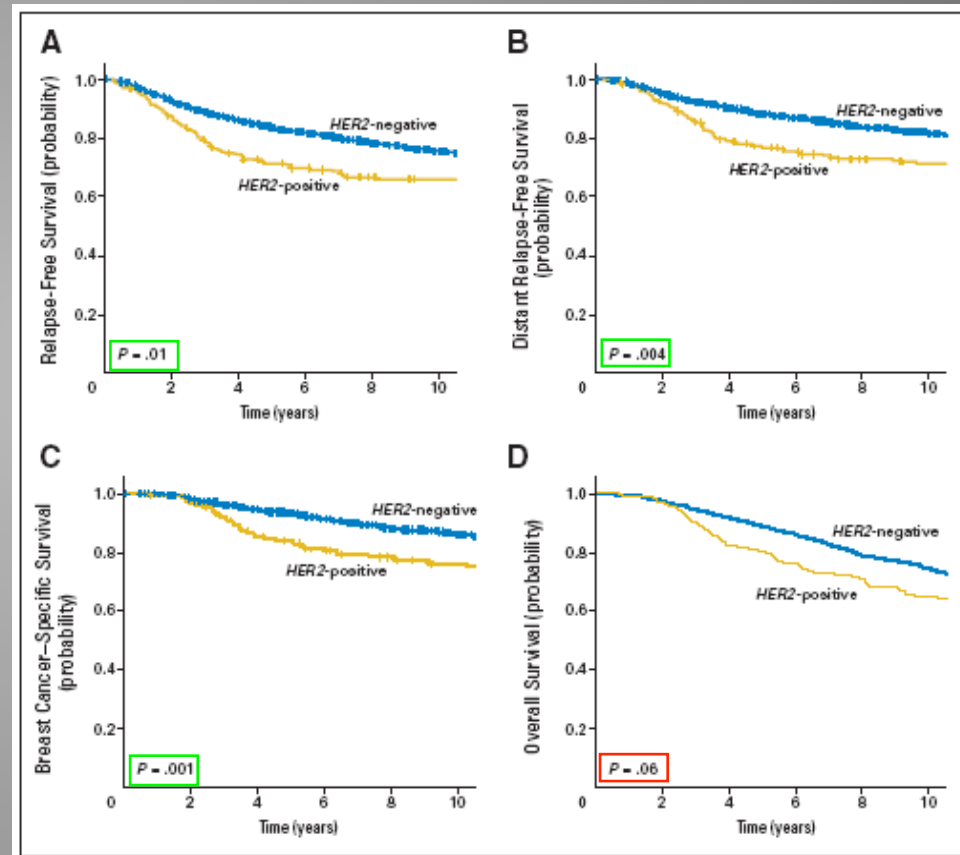 A
Relapse-Free Survival (probability)
1.0
0.8
0.6
0.4
0.2
HER2-negative
HER2-positive
P = .01
0 2 4 6 8 10
Time (years)
B
Distant Relapse-Free Survival
(probability)
1.0
0.8
0.6
0.4
0.2
HER2-negative
HER2-positive
P = .004
0 2 4 6 8 10
Time (years)
C
Breast Cancer–Specific Survival
(probability)
1.0
0.8
0.6
0.4
0.2
HER2-negative
HER2-positive
P = .001
0 2 4 6 8 10
Time (years)
D
Overall Survival (probability)
1.0
0.8
0.6
0.4
0.2
HER2-negative
HER2-positive
P = .06
0 2 4 6 8 10
Time (years)